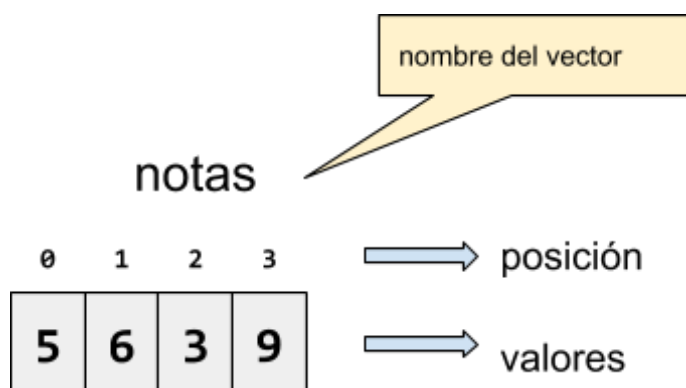 nombre del vector
notas
0 1 2 3 posición
5 6 3 9 valores